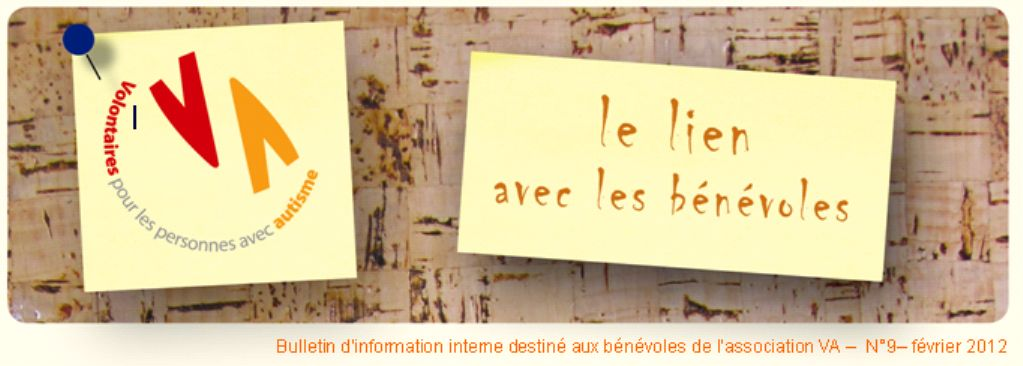 VA
Volontaires pour les personnes avec autisme
le lien
avec les bénévoles
Bulletin d'information interne destiné aux bénévoles de l'association VA – N°9– février 2012